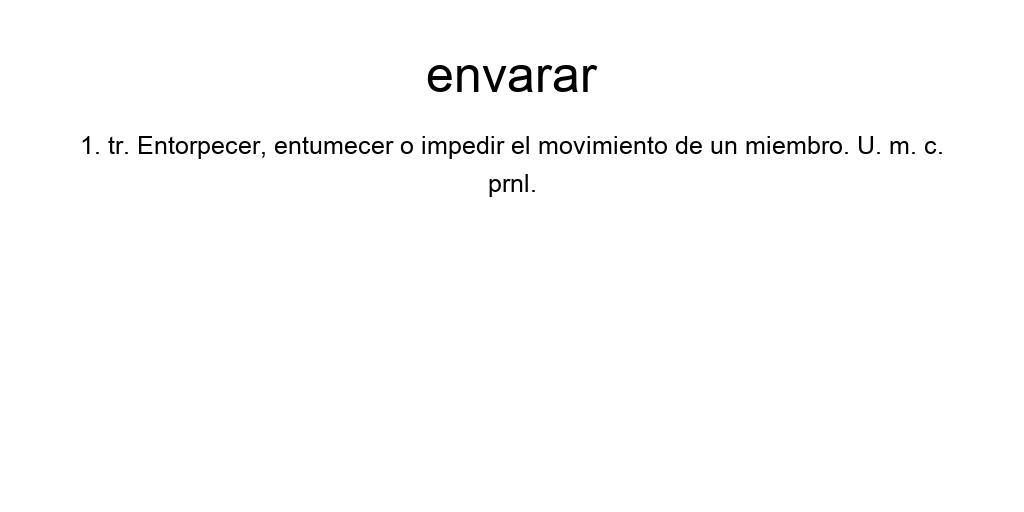 envarar
1. tr. Entorpecer, entumecer o impedir el movimiento de un miembro. U. m. c.
prnl.